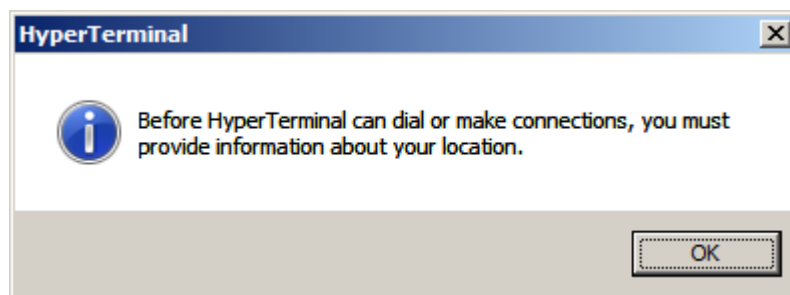 HyperTerminal
Before HyperTerminal can dial or make connections, you must
provide information about your location.
OK